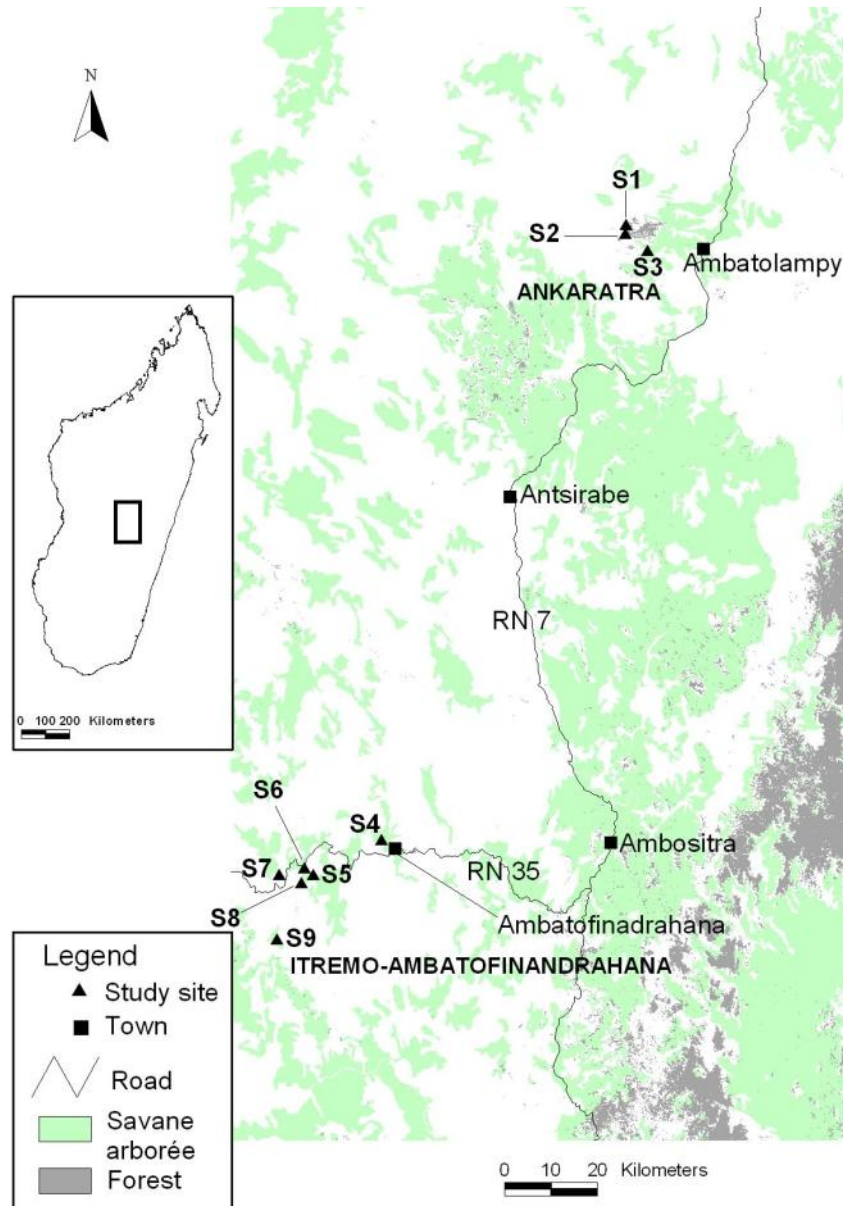 N
S1
S2
S3
Ambatolampy
ANKARATRA
Antsirabe
RN 7
0 100 200 Kilometers
S6
S4
Ambositra
S7
S5
RN 35
S8
Ambatofinadrahana
S9
ITREMO-AMBATOFINANDRAHANA
Legend
Study site
Town
Road
Savane
arborée
Forest
0 10 20 Kilometers